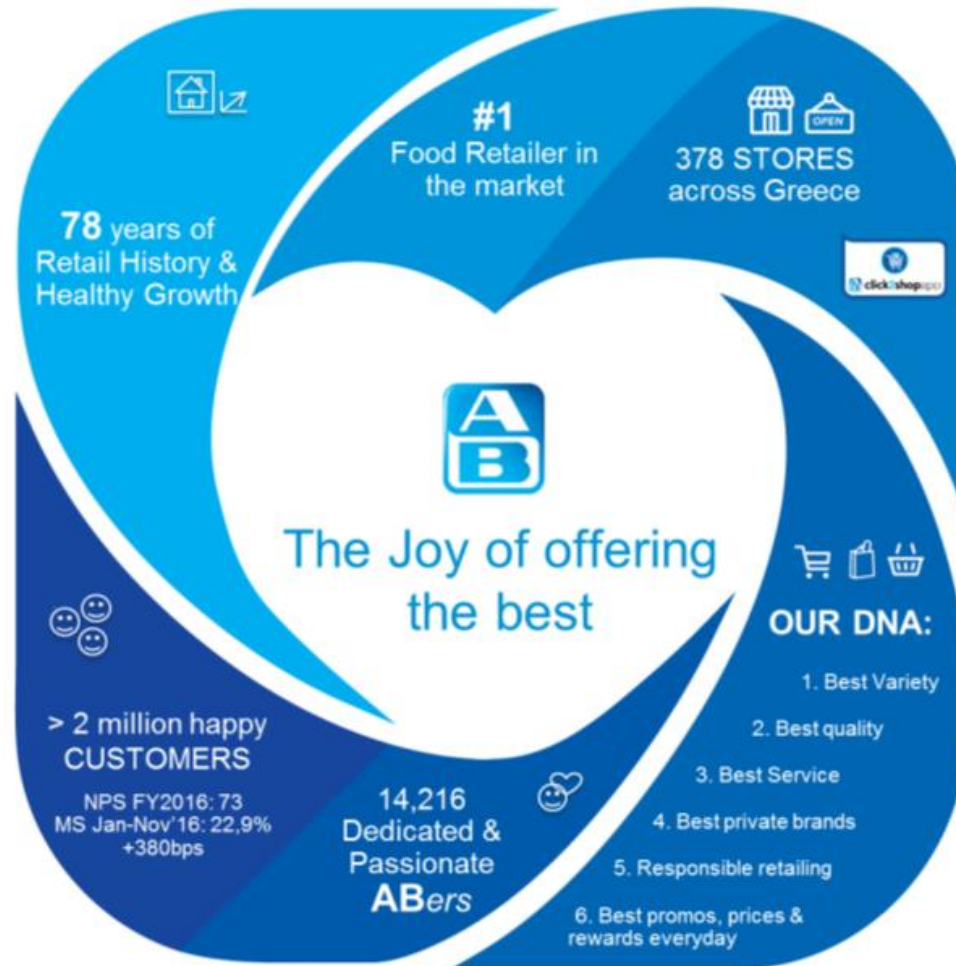 78 years of
Retail History &
Healthy Growth
#1
Food Retailer in
the market
OPEN
378 STORES
across Greece
click2shopapp
AB
The Joy of offering
the best
OUR DNA:
1. Best Variety
2. Best quality
3. Best Service
4. Best private brands
5. Responsible retailing
6. Best promos, prices &
rewards everyday
> 2 million happy
CUSTOMERS
NPS FY2016: 73
MS Jan-Nov'16: 22,9%
+380bps
14,216
Dedicated &
Passionate
ABers